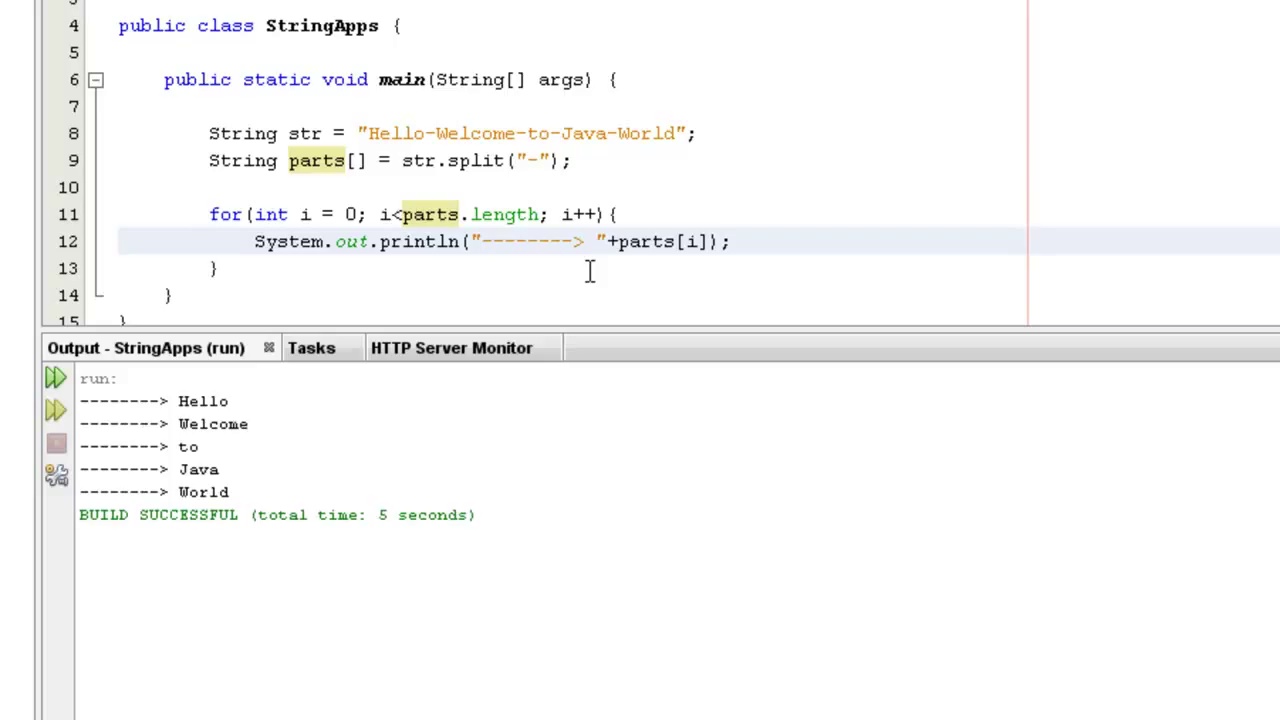 4 public class StringApps {
5
6 public static void main(String[] args) {
7
8 String str = "Hello-Welcome-to-Java-World";
9 String parts[] = str.split("-");
10
11 for(int i = 0; i<parts.length; i++){
12 System.out.println("--------> "+parts[i]);
13 }
14 }
15 }
Output - StringApps (run) Tasks HTTP Server Monitor
run:
--------> Hello
--------> Welcome
--------> to
--------> Java
--------> World
BUILD SUCCESSFUL (total time: 5 seconds)